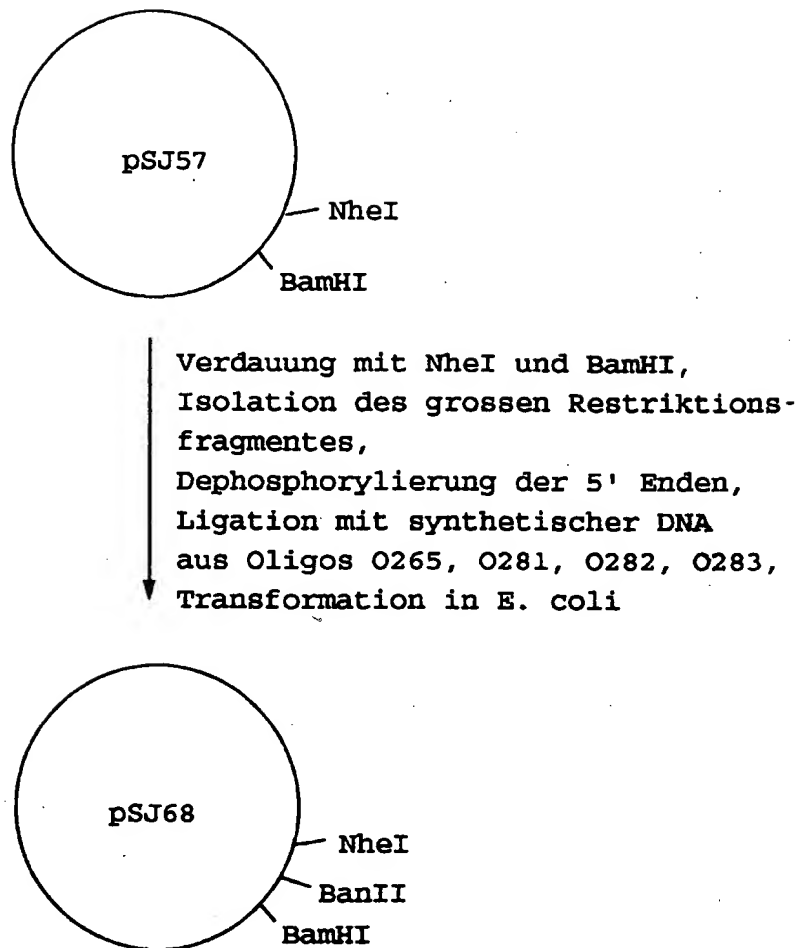 pSJ57
NheI
BamHI
Verdauung mit NheI und BamHI,
Isolation des grossen Restriktions-
fragmentes,
Dephosphorylierung der 5' Enden,
Ligation mit synthetischer DNA
aus Oligos O265, O281, O282, O283,
Transformation in E. coli
pSJ68
NheI
BanII
BamHI